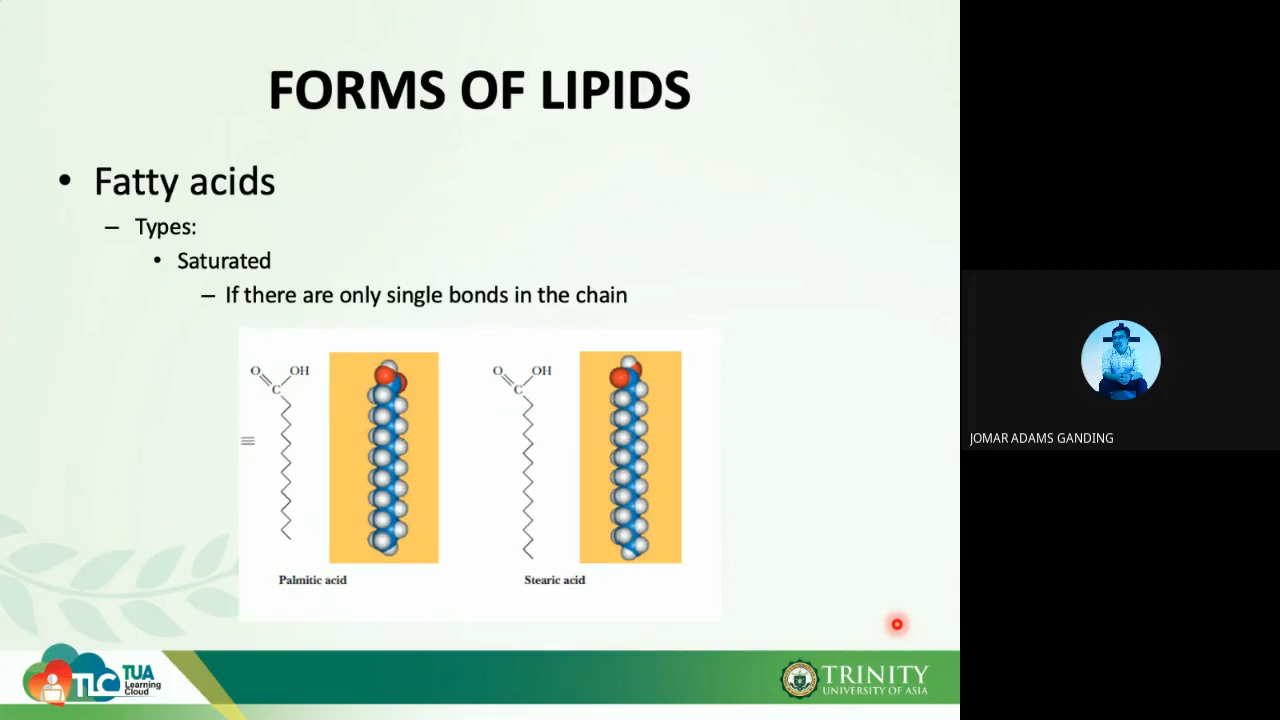 FORMS OF LIPIDS
• Fatty acids
– Types:
• Saturated
– If there are only single bonds in the chain
O OH
C
O OH
C
≡
Palmitic acid
Stearic acid
JOMAR ADAMS GANDING
TLC
TUA
Learning
Cloud
TRINITY
UNIVERSITY OF ASIA